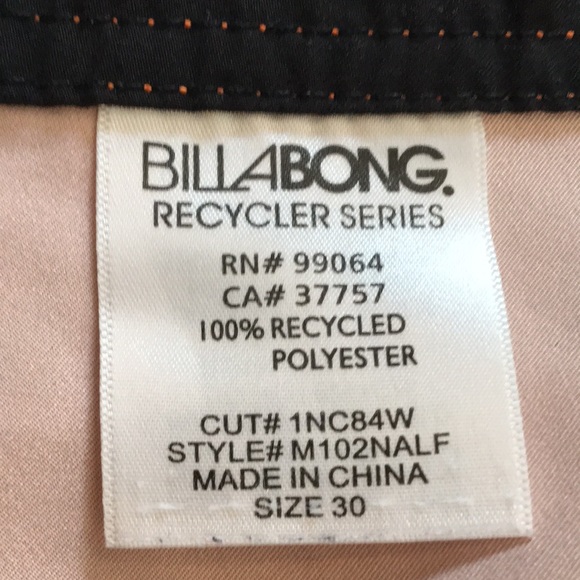 BILLABONG.
RECYCLER SERIES
RN# 99064
CA# 37757
100% RECYCLED
POLYESTER
CUT# 1NC84W
STYLE# M102NALF
MADE IN CHINA
SIZE 30